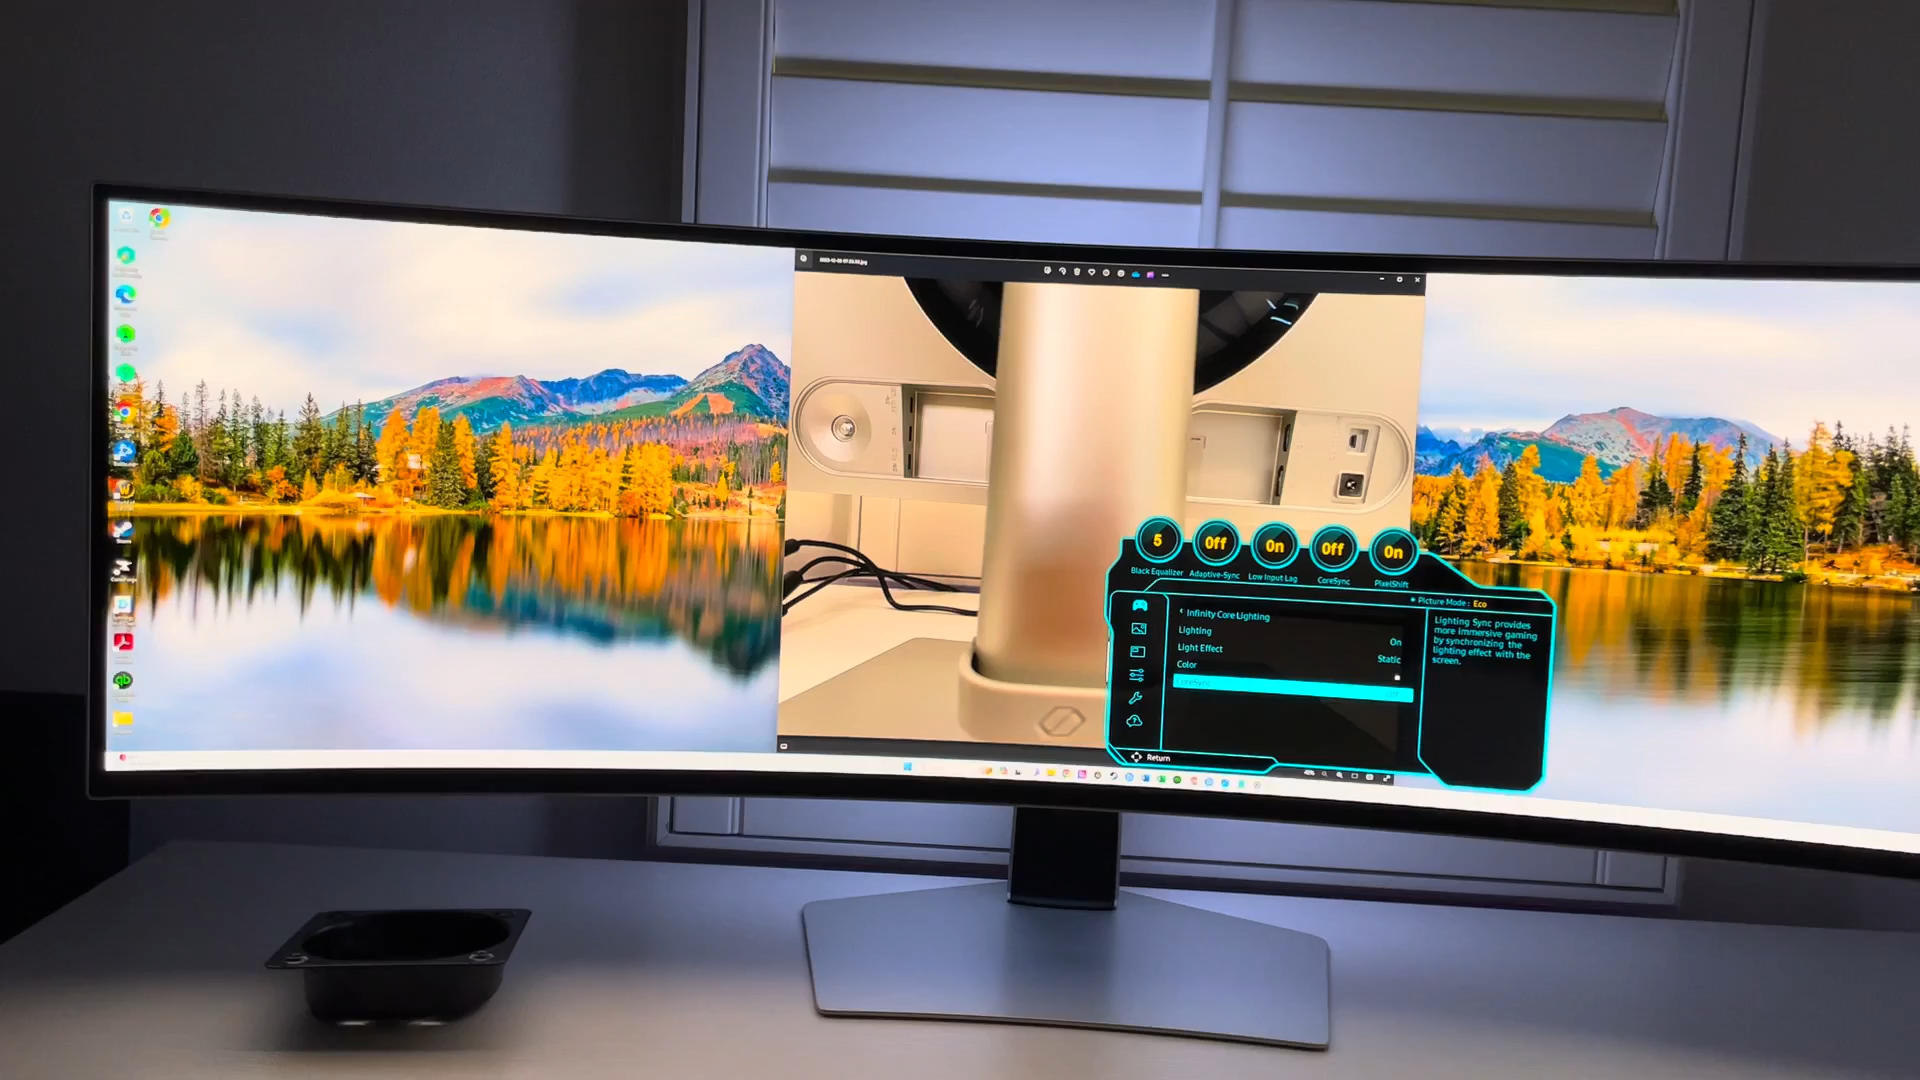 5
Off
On
Off
On
Black Equalizer
Adaptive-Sync
Low Input Lag
CoreSync
PixelShift
Picture Mode : Eco
Infinity Core Lighting
Lighting On
Light Effect Static
Color
CoreSync
Lighting Sync provides
more immersive gaming
by synchronizing the
lighting effect with the
screen.
Return